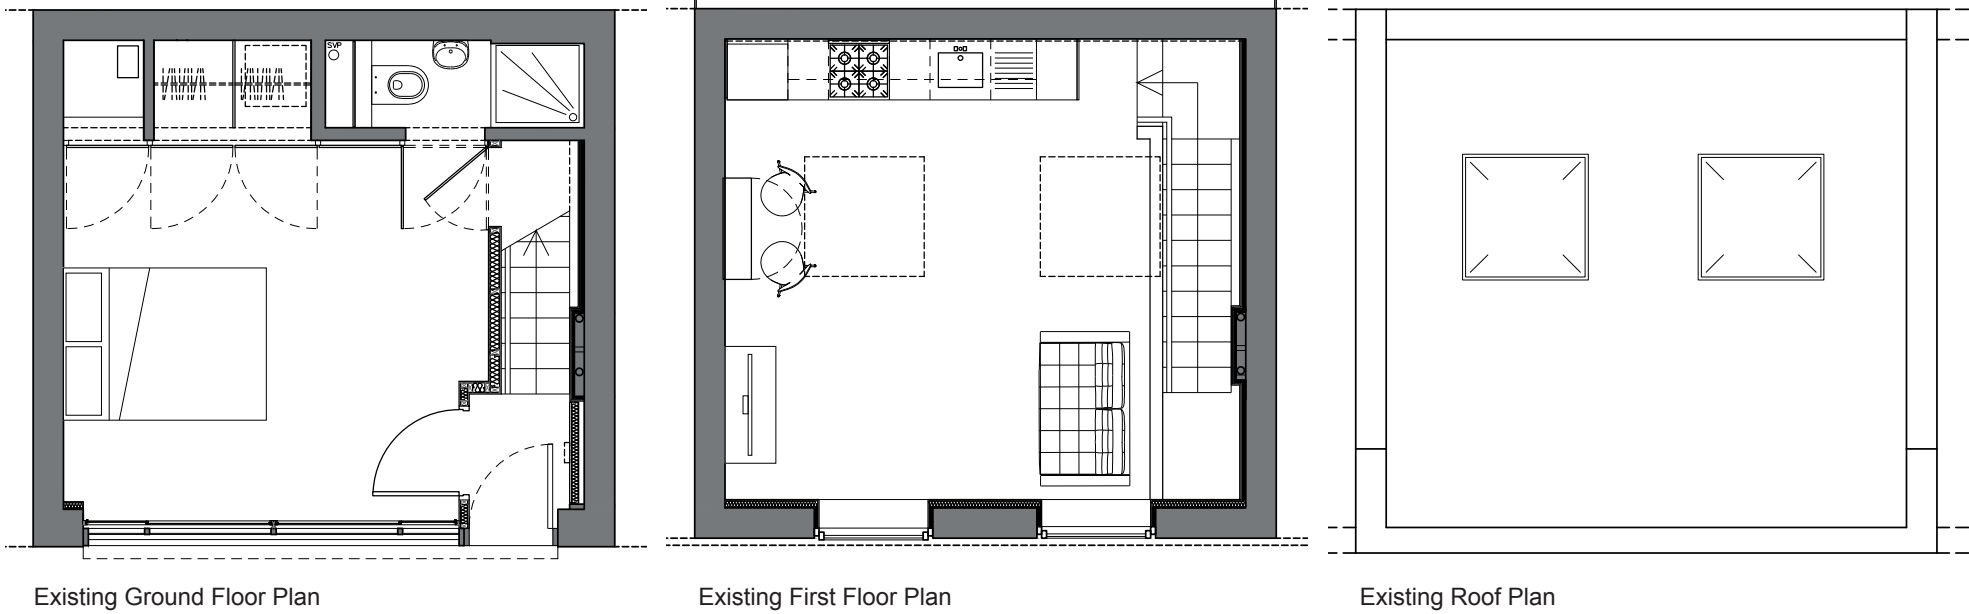 SVP
Existing Ground Floor Plan
Existing First Floor Plan
Existing Roof Plan